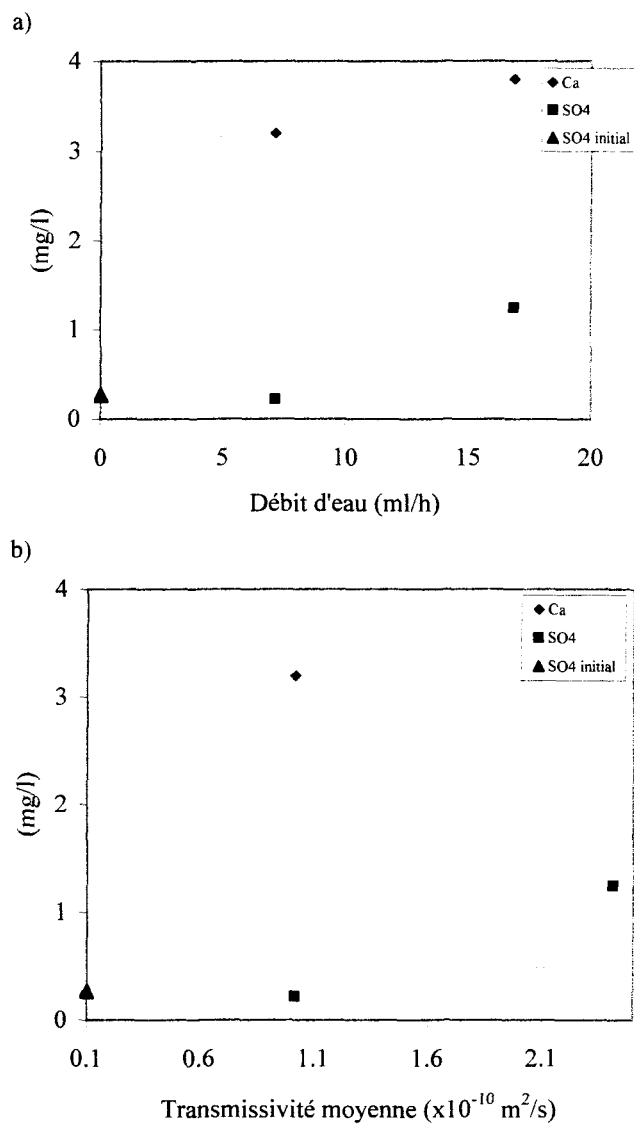 a)
4
3
2
1
0
(mg/l)
Ca
SO4
SO4 initial
0 5 10 15 20
Débit d'eau (ml/h)
b)
4
3
2
1
0
(mg/l)
Ca
SO4
SO4 initial
0.1 0.6 1.1 1.6 2.1
Transmissivité moyenne (x10⁻¹⁰ m²/s)